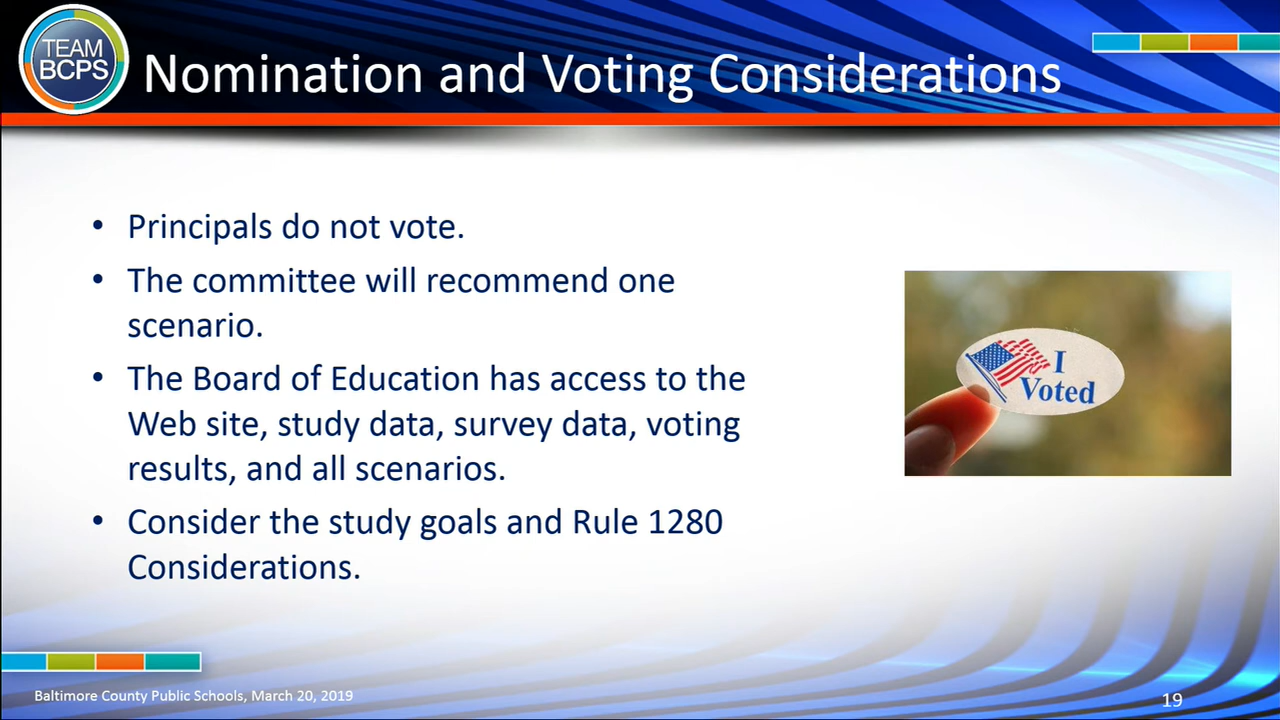 TEAM
BCPS
Nomination and Voting Considerations
• Principals do not vote.
• The committee will recommend one
scenario.
• The Board of Education has access to the
Web site, study data, survey data, voting
results, and all scenarios.
• Consider the study goals and Rule 1280
Considerations.
I
Voted
Baltimore County Public Schools, March 20, 2019
19